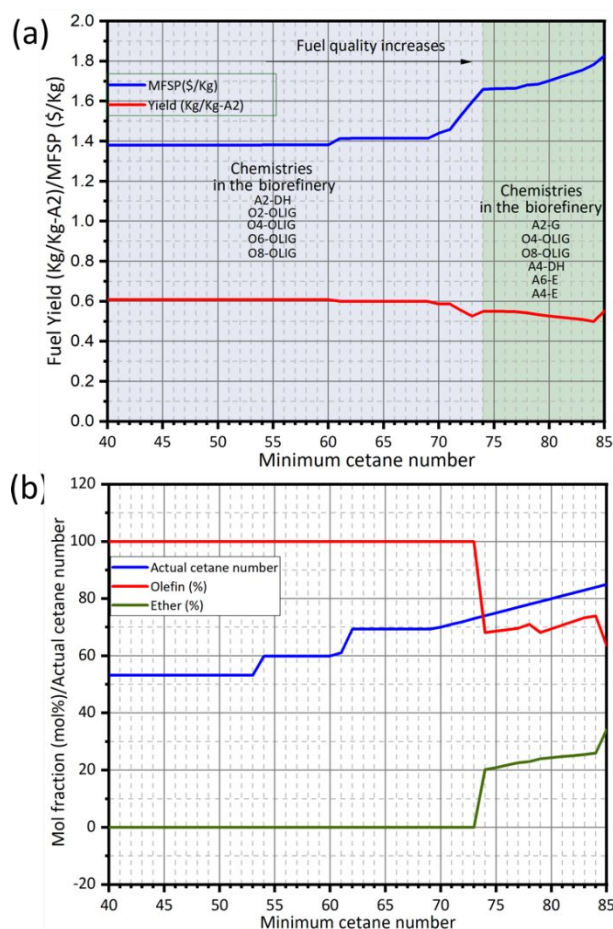 (a)
Fuel quality increases
MFSP($/Kg)
Yield (Kg/Kg-A2)
Chemistries
in the biorefinery
A2-DH
O2-OLIG
O4-OLIG
O6-OLIG
O8-OLIG
Chemistries
in the biorefinery
A2-G
O4-OLIG
O8-OLIG
A4-DH
A6-E
A4-E
Fuel Yield (Kg/Kg-A2)/MFSP ($/Kg)
2.0
1.8
1.6
1.4
1.2
1.0
0.8
0.6
0.4
0.2
0.0
40 45 50 55 60 65 70 75 80 85
Minimum cetane number
(b)
Actual cetane number
Olefin (%)
Ether (%)
Mol fraction (mol%)/Actual cetane number
120
100
80
60
40
20
0
-20
40 45 50 55 60 65 70 75 80 85
Minimum cetane number